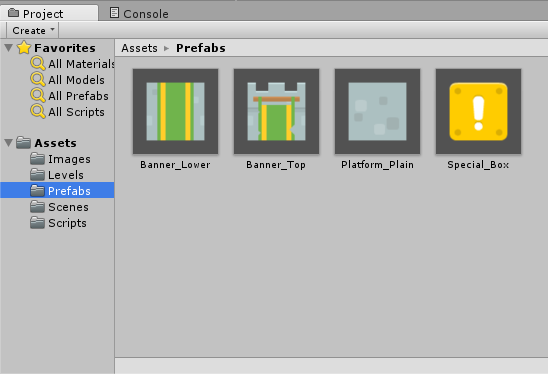 Project
Console
Create
Favorites
All Materials
All Models
All Prefabs
All Scripts
Assets
Images
Levels
Prefabs
Scenes
Scripts
Assets ▸ Prefabs
Banner_Lower
Banner_Top
Platform_Plain
Special_Box